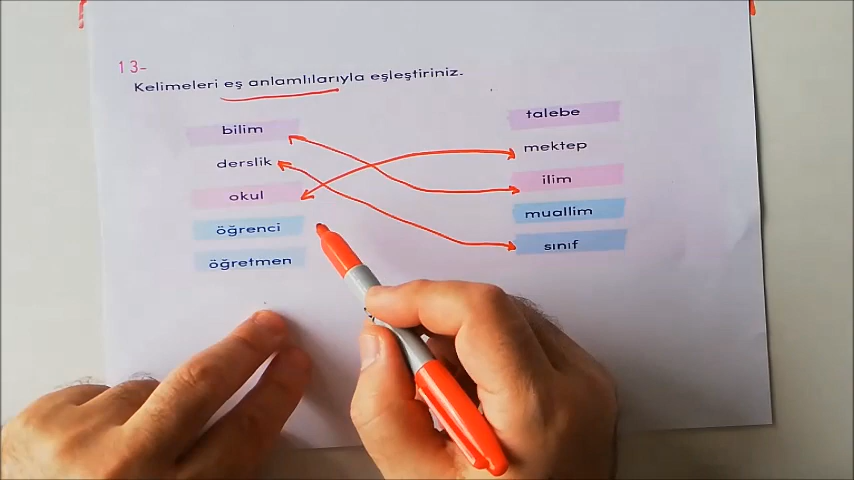 13-
Kelimeleri eş anlamlılarıyla eşleştiriniz.
bilim
derslik
okul
öğrenci
öğretmen
talebe
mektep
ilim
muallim
sınıf